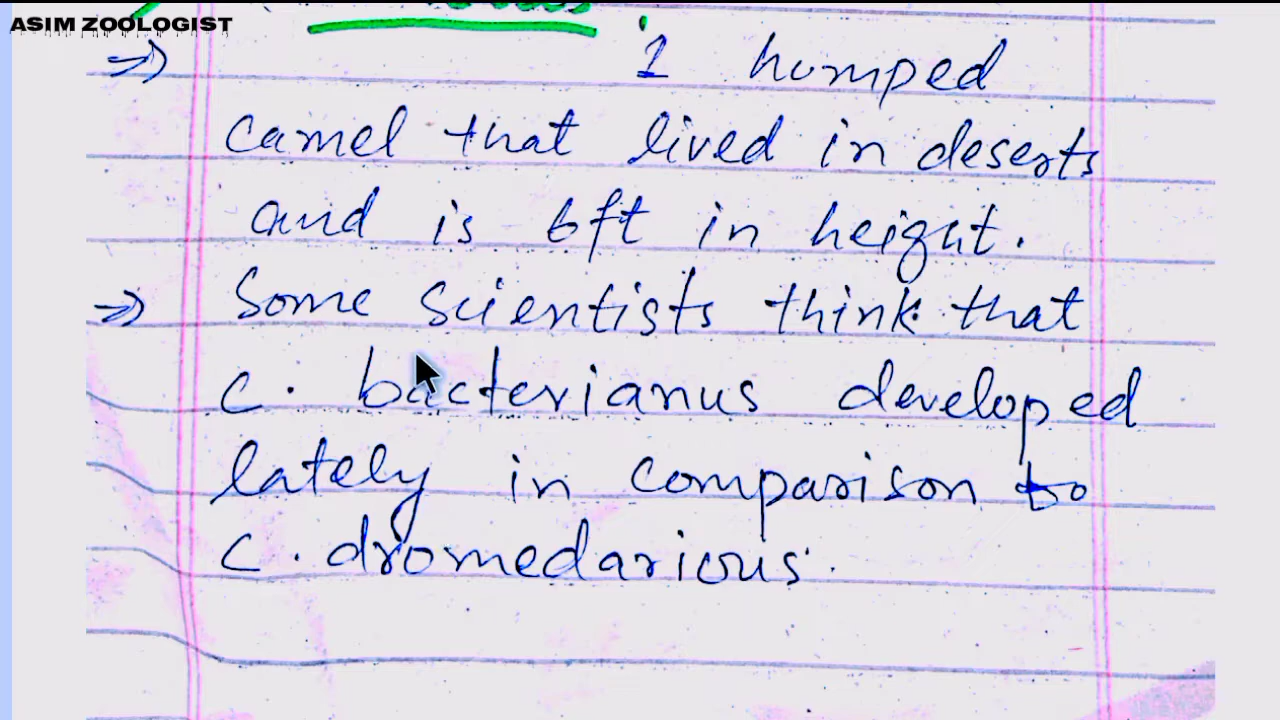 ASIM ZOOLOGIST
⇒ 1 humped
camel that lived in deserts
and is 6ft in height.
⇒ Some scientists think that
c. bacterianus developed
lately in comparison to
c. dromedarious.